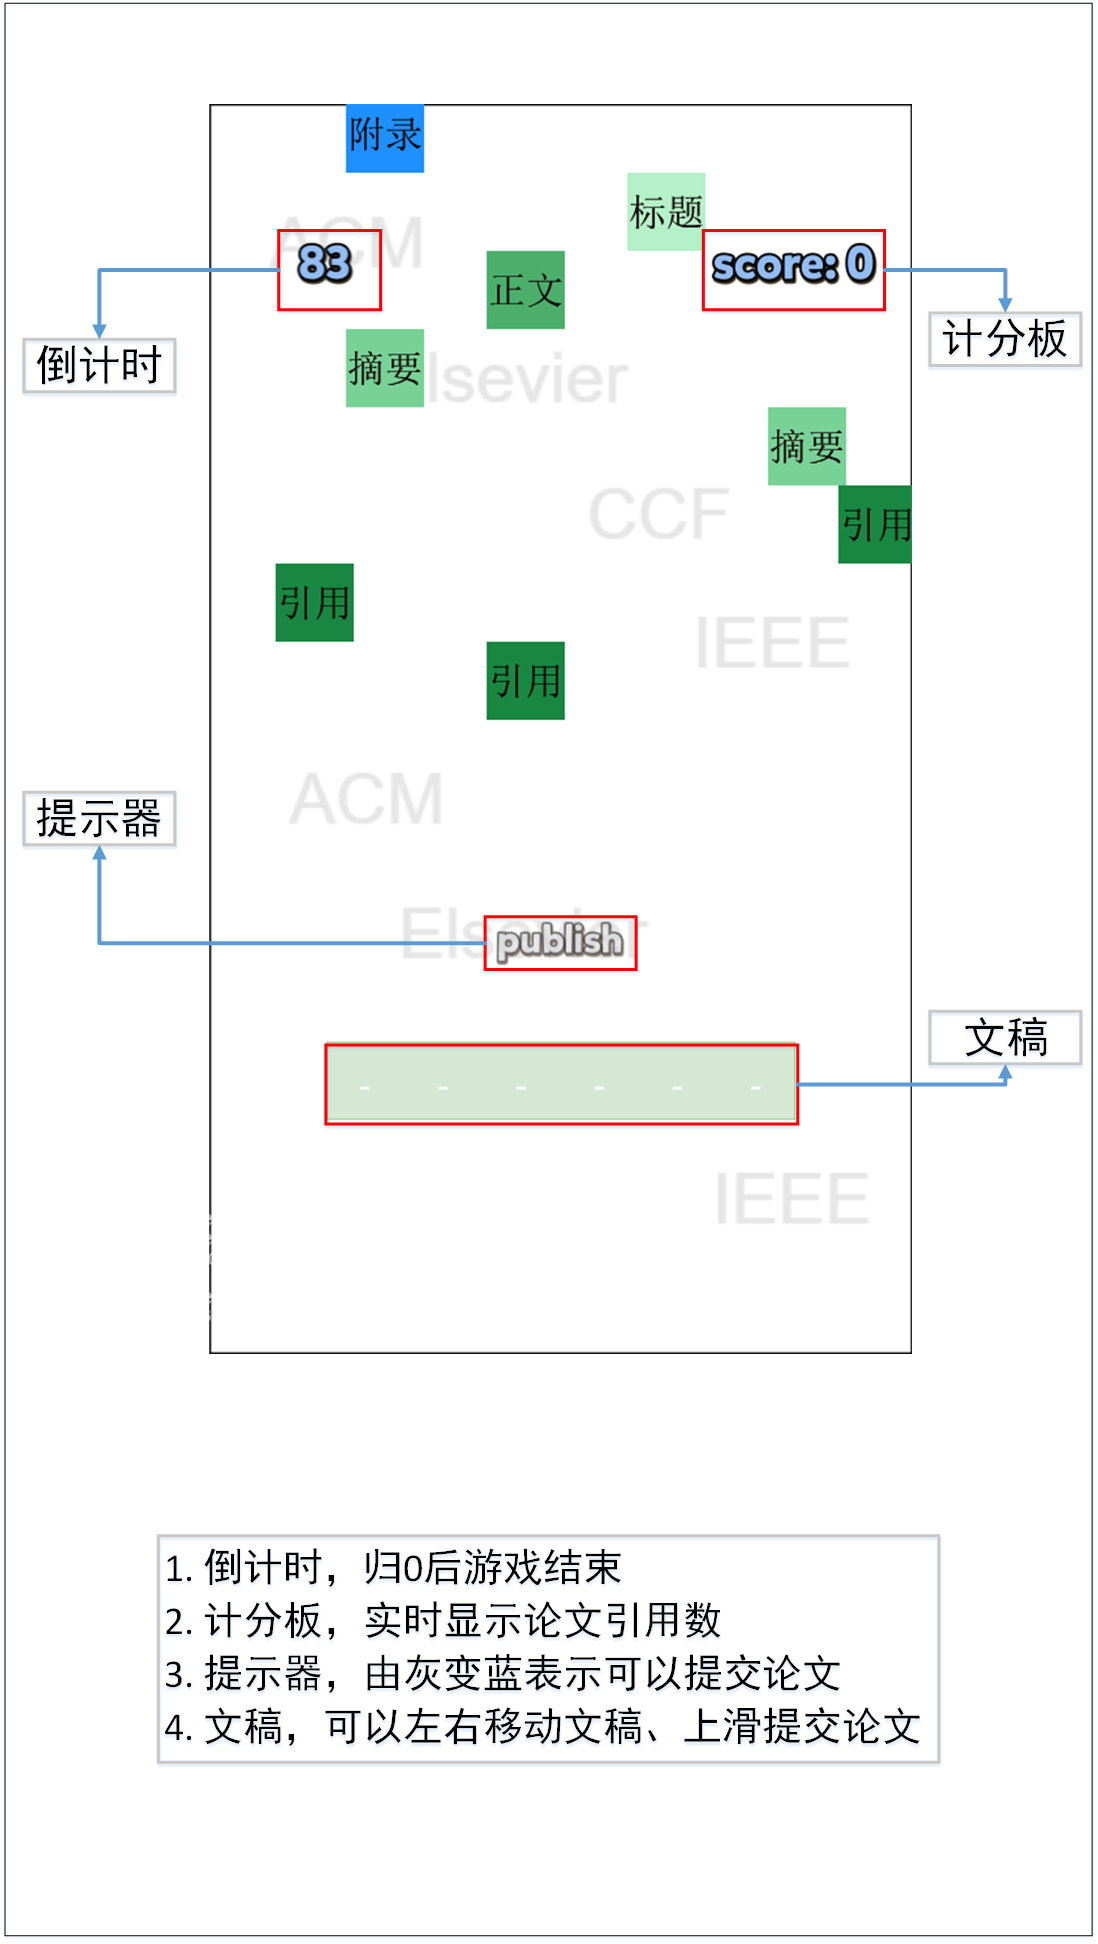 附录
标题
ACM
83
score: 0
正文
倒计时
计分板
摘要
lsevier
摘要
CCF
引用
引用
IEEE
引用
ACM
提示器
Elsevier
publish
文稿
- - - - - -
IEEE
1. 倒计时，归0后游戏结束
2. 计分板，实时显示论文引用数
3. 提示器，由灰变蓝表示可以提交论文
4. 文稿，可以左右移动文稿、上滑提交论文